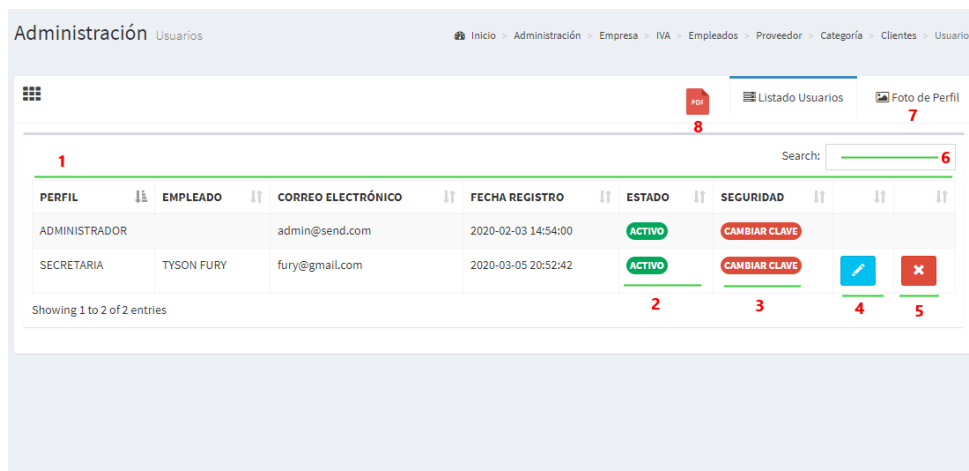 Administración Usuarios
Inicio > Administración > Empresa > IVA > Empleados > Proveedor > Categoría > Clientes > Usuario
PDF Listado Usuarios Foto de Perfil
8 7
Search: 6
1
PERFIL EMPLEADO CORREO ELECTRÓNICO FECHA REGISTRO ESTADO SEGURIDAD
ADMINISTRADOR admin@send.com 2020-02-03 14:54:00 ACTIVO CAMBIAR CLAVE
SECRETARIA TYSON FURY fury@gmail.com 2020-03-05 20:52:42 ACTIVO CAMBIAR CLAVE
2 3 4 5
Showing 1 to 2 of 2 entries